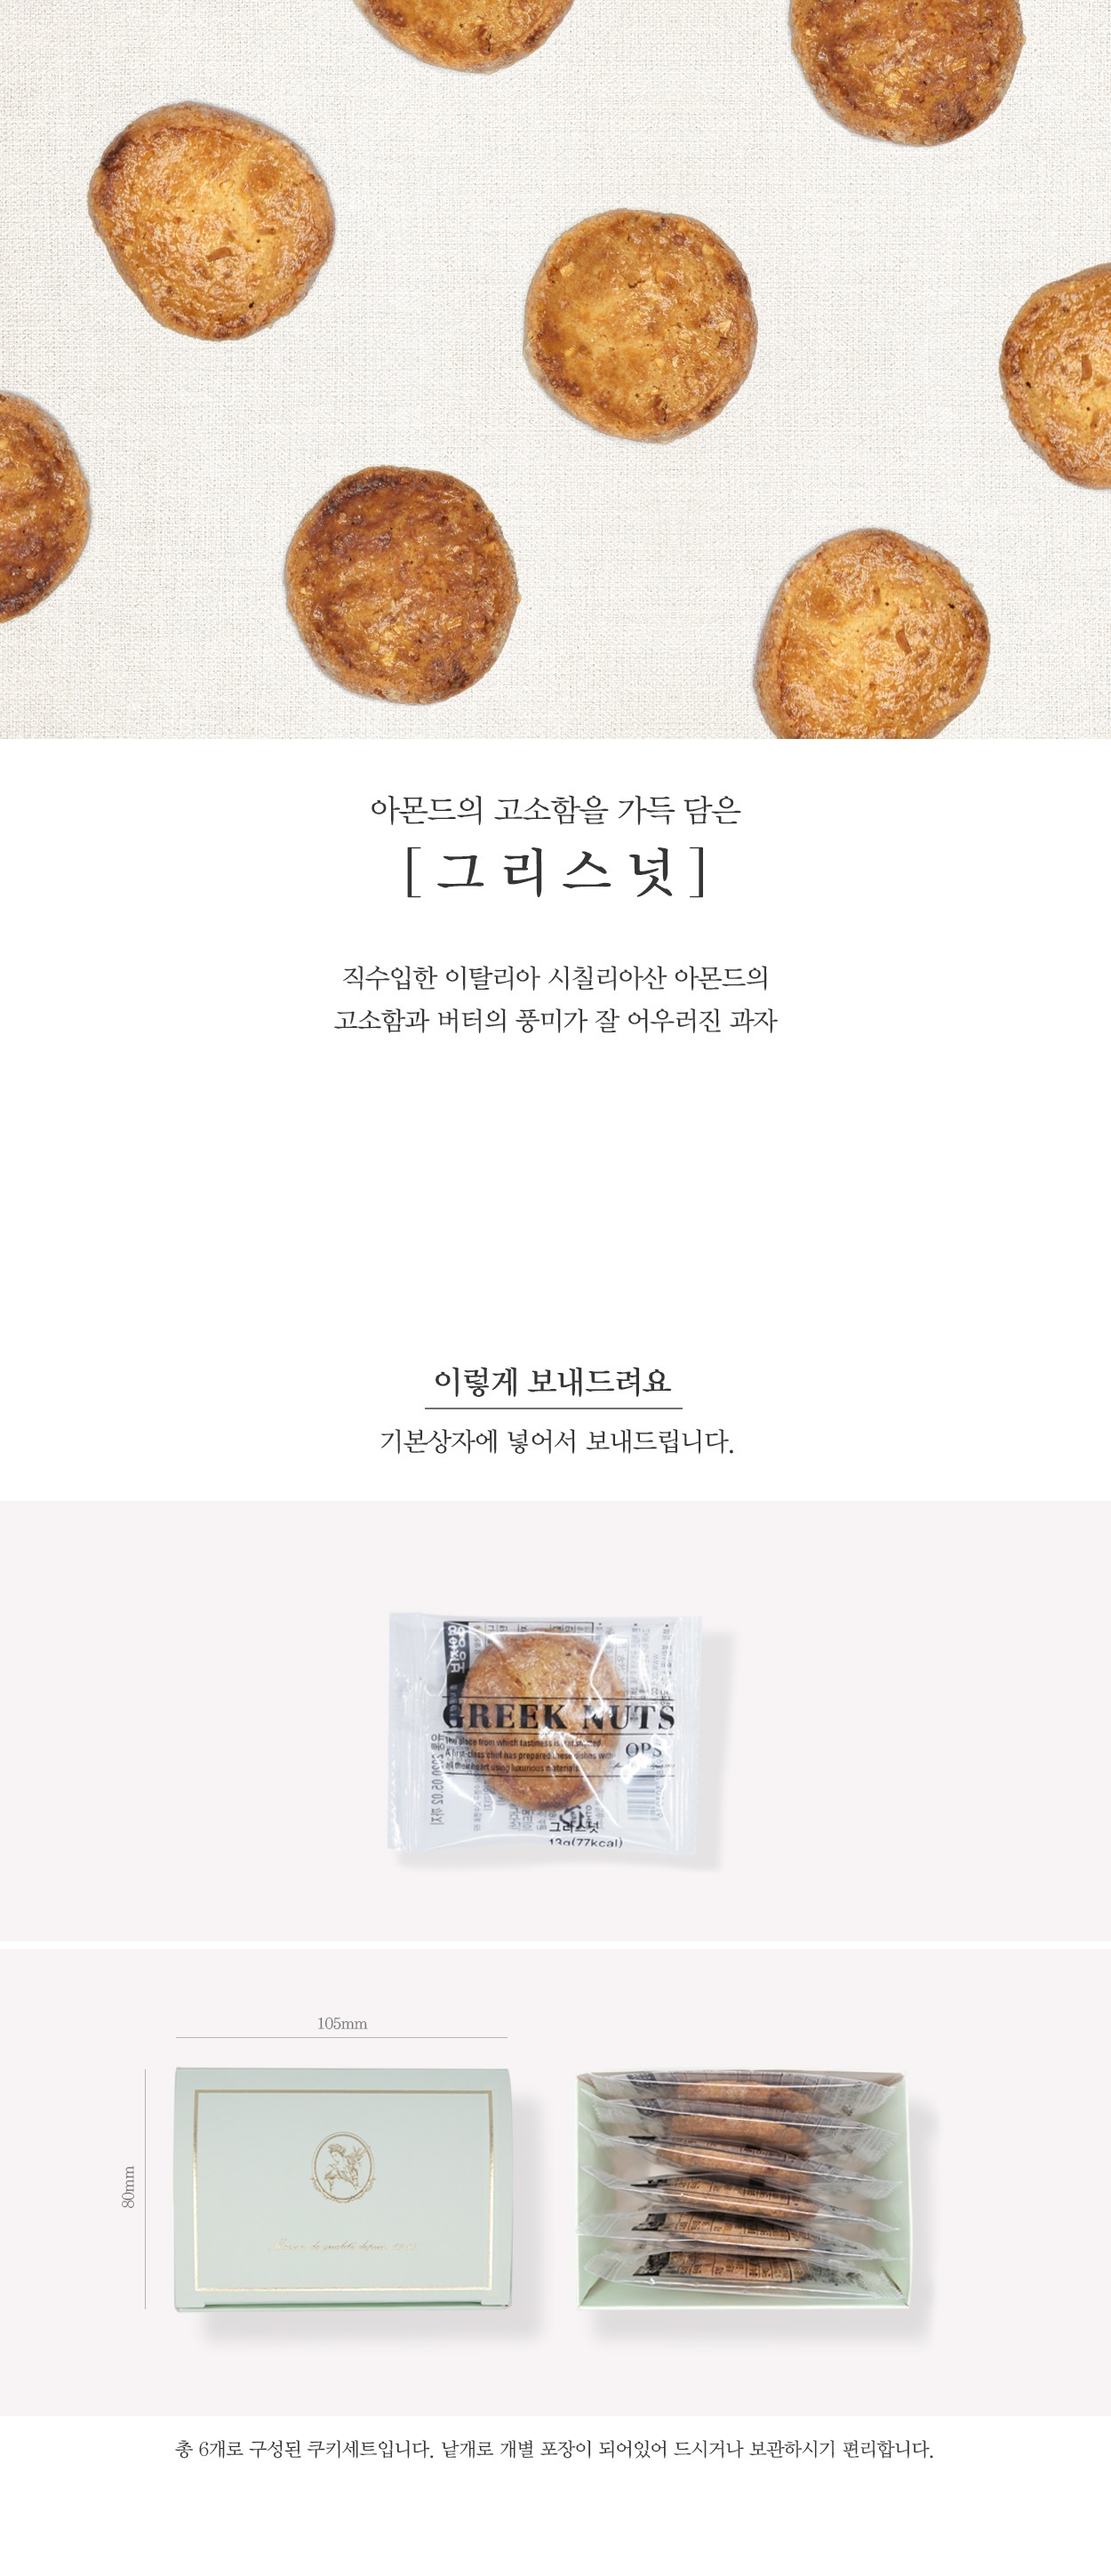 아몬드의 고소함을 가득 담은
[ 그 리 스 넛 ]
직수입한 이탈리아 시칠리아산 아몬드의
고소함과 버터의 풍미가 잘 어우러진 과자
이렇게 보내드려요
기본상자에 넣어서 보내드립니다.
GREEK NUTS
The place from which tastiness is
A first-class chef has prepared these dishes with
all their heart using luxurious materials
OPS
그리스넛
13g(77kcal)
105mm
80mm
총 6개로 구성된 쿠키세트입니다. 낱개로 개별 포장이 되어있어 드시거나 보관하시기 편리합니다.